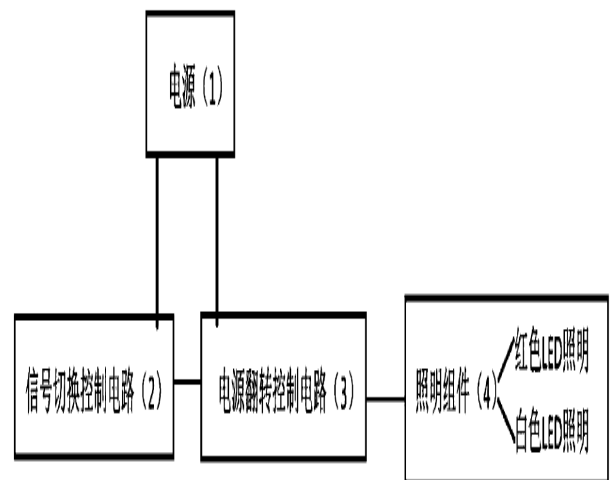 电源（1）
信号切换控制电路（2）
电源翻转控制电路（3）
照明组件（4）
红色LED照明
白色LED照明